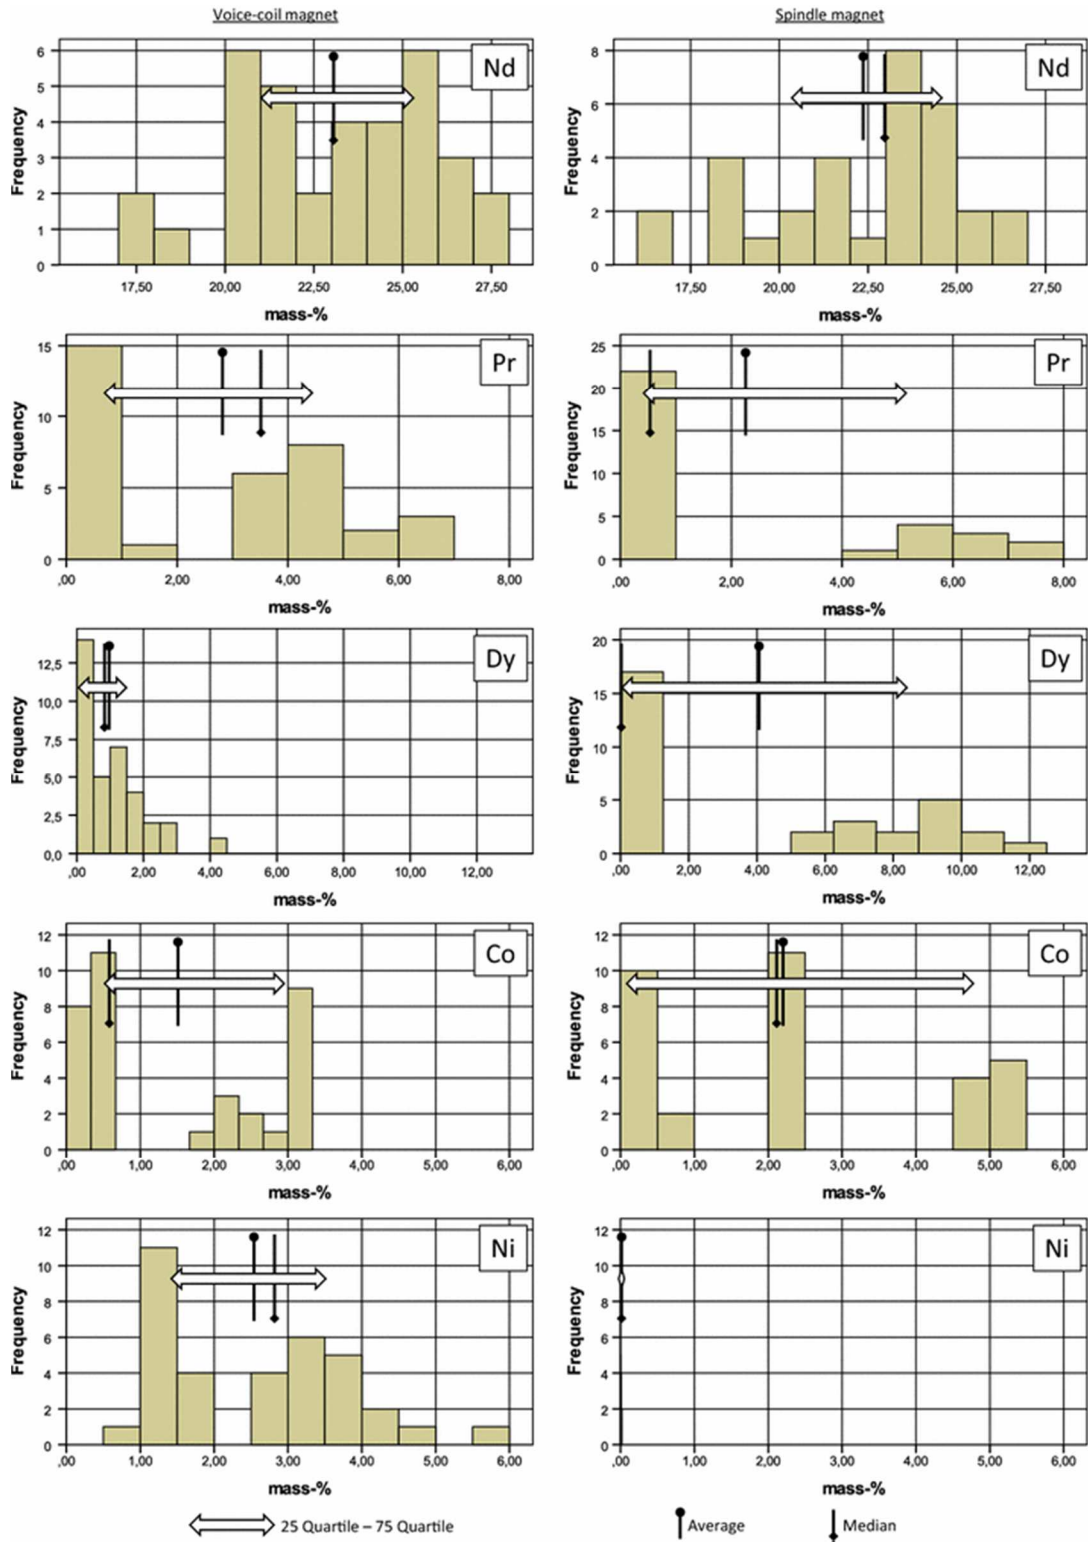 Voice-coil magnet
Spindle magnet
Nd
Frequency
6
5
4
3
2
1
0
17,50 20,00 22,50 25,00 27,50
mass-%
Nd
Frequency
8
6
4
2
0
17,50 20,00 22,50 25,00 27,50
mass-%
Pr
Frequency
15
10
5
0
,00 2,00 4,00 6,00 8,00
mass-%
Pr
Frequency
25
20
15
10
5
0
,00 2,00 4,00 6,00 8,00
mass-%
Dy
Frequency
12,5
10,0
7,5
5,0
2,5
0,0
,00 2,00 4,00 6,00 8,00 10,00 12,00
mass-%
Dy
Frequency
20
15
10
5
0
,00 2,00 4,00 6,00 8,00 10,00 12,00
mass-%
Co
Frequency
12
10
8
6
4
2
0
,00 1,00 2,00 3,00 4,00 5,00 6,00
mass-%
Co
Frequency
12
10
8
6
4
2
0
,00 1,00 2,00 3,00 4,00 5,00 6,00
mass-%
Ni
Frequency
12
10
8
6
4
2
0
,00 1,00 2,00 3,00 4,00 5,00 6,00
mass-%
Ni
Frequency
12
10
8
6
4
2
0
,00 1,00 2,00 3,00 4,00 5,00 6,00
mass-%
25 Quartile – 75 Quartile
Average
Median